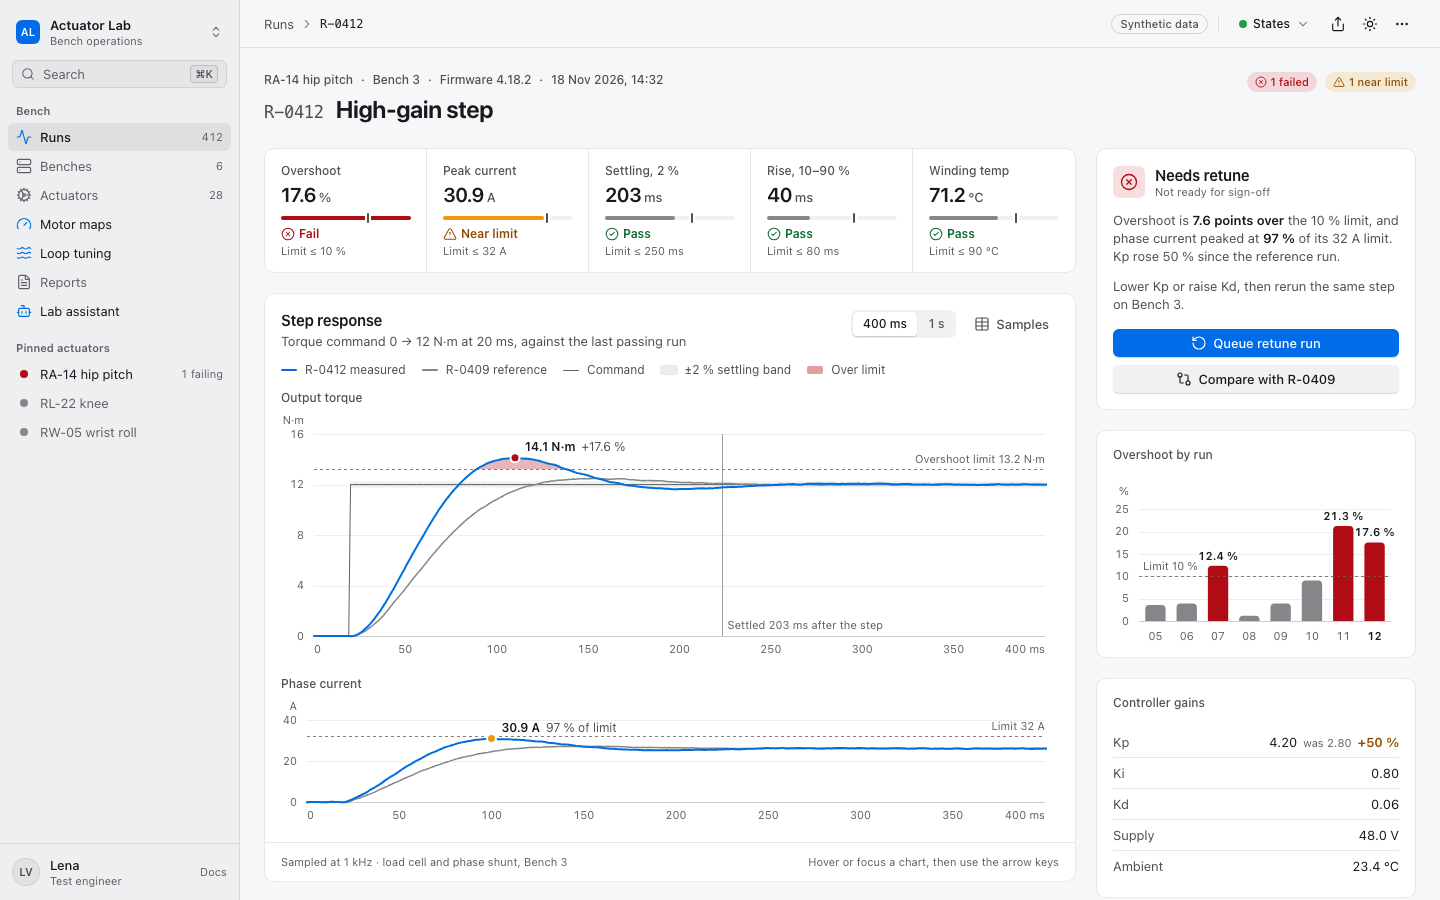 AL
Actuator Lab
Bench operations
Search
⌘K
Bench
Runs 412
Benches 6
Actuators 28
Motor maps
Loop tuning
Reports
Lab assistant
Pinned actuators
RA-14 hip pitch 1 failing
RL-22 knee
RW-05 wrist roll
LV
Lena
Test engineer
Docs
Runs > R-0412
Synthetic data
States
RA-14 hip pitch · Bench 3 · Firmware 4.18.2 · 18 Nov 2026, 14:32
R-0412 High-gain step
1 failed
1 near limit
Overshoot
17.6 %
Fail
Limit ≤ 10 %
Peak current
30.9 A
Near limit
Limit ≤ 32 A
Settling, 2 %
203 ms
Pass
Limit ≤ 250 ms
Rise, 10–90 %
40 ms
Pass
Limit ≤ 80 ms
Winding temp
71.2 °C
Pass
Limit ≤ 90 °C
Step response
Torque command 0 → 12 N·m at 20 ms, against the last passing run
400 ms
1 s
Samples
R-0412 measured
R-0409 reference
Command
±2 % settling band
Over limit
Output torque
N·m
16
12
8
4
0
14.1 N·m +17.6 %
Overshoot limit 13.2 N·m
Settled 203 ms after the step
0 50 100 150 200 250 300 350 400 ms
Phase current
A
40
20
0
30.9 A 97 % of limit
Limit 32 A
0 50 100 150 200 250 300 350 400 ms
Sampled at 1 kHz · load cell and phase shunt, Bench 3
Hover or focus a chart, then use the arrow keys
Needs retune
Not ready for sign-off
Overshoot is 7.6 points over the 10 % limit, and
phase current peaked at 97 % of its 32 A limit.
Kp rose 50 % since the reference run.
Lower Kp or raise Kd, then rerun the same step
on Bench 3.
Queue retune run
Compare with R-0409
Overshoot by run
%
25
20
15
10
5
0
Limit 10 %
12.4 %
21.3 %
17.6 %
05 06 07 08 09 10 11 12
Controller gains
Kp 4.20 was 2.80 +50 %
Ki 0.80
Kd 0.06
Supply 48.0 V
Ambient 23.4 °C